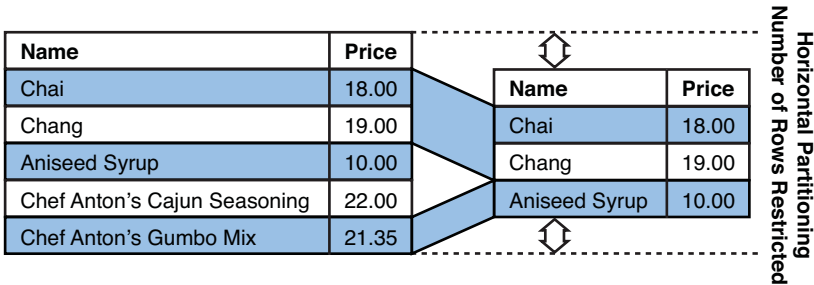 Name Price
Chai 18.00
Chang 19.00
Aniseed Syrup 10.00
Chef Anton's Cajun Seasoning 22.00
Chef Anton's Gumbo Mix 21.35
Name Price
Chai 18.00
Chang 19.00
Aniseed Syrup 10.00
Horizontal Partitioning
Number of Rows Restricted